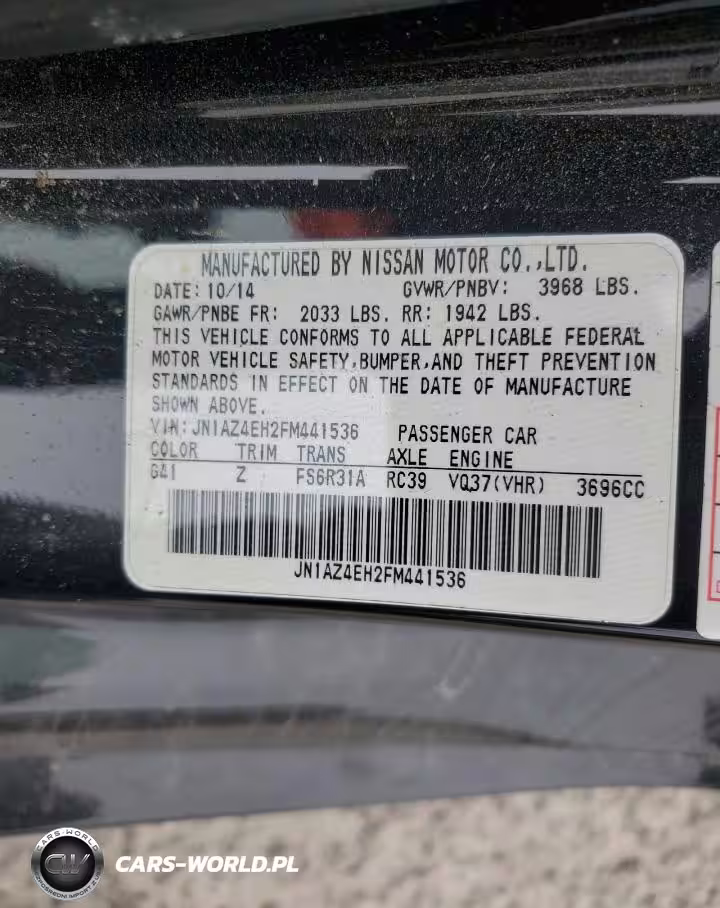 MANUFACTURED BY NISSAN MOTOR CO.,LTD.
DATE: 10/14 GVWR/PNBV: 3968 LBS.
GAWR/PNBE FR: 2033 LBS. RR: 1942 LBS.
THIS VEHICLE CONFORMS TO ALL APPLICABLE FEDERAL
MOTOR VEHICLE SAFETY,BUMPER,AND THEFT PREVENTION
STANDARDS IN EFFECT ON THE DATE OF MANUFACTURE
SHOWN ABOVE.
VIN:JN1AZ4EH2FM441536 PASSENGER CAR
COLOR TRIM TRANS AXLE ENGINE
G41 Z FS6R31A RC39 VQ37(VHR) 3696CC
JN1AZ4EH2FM441536
CARS-WORLD
CW
CARS-WORLD.PL